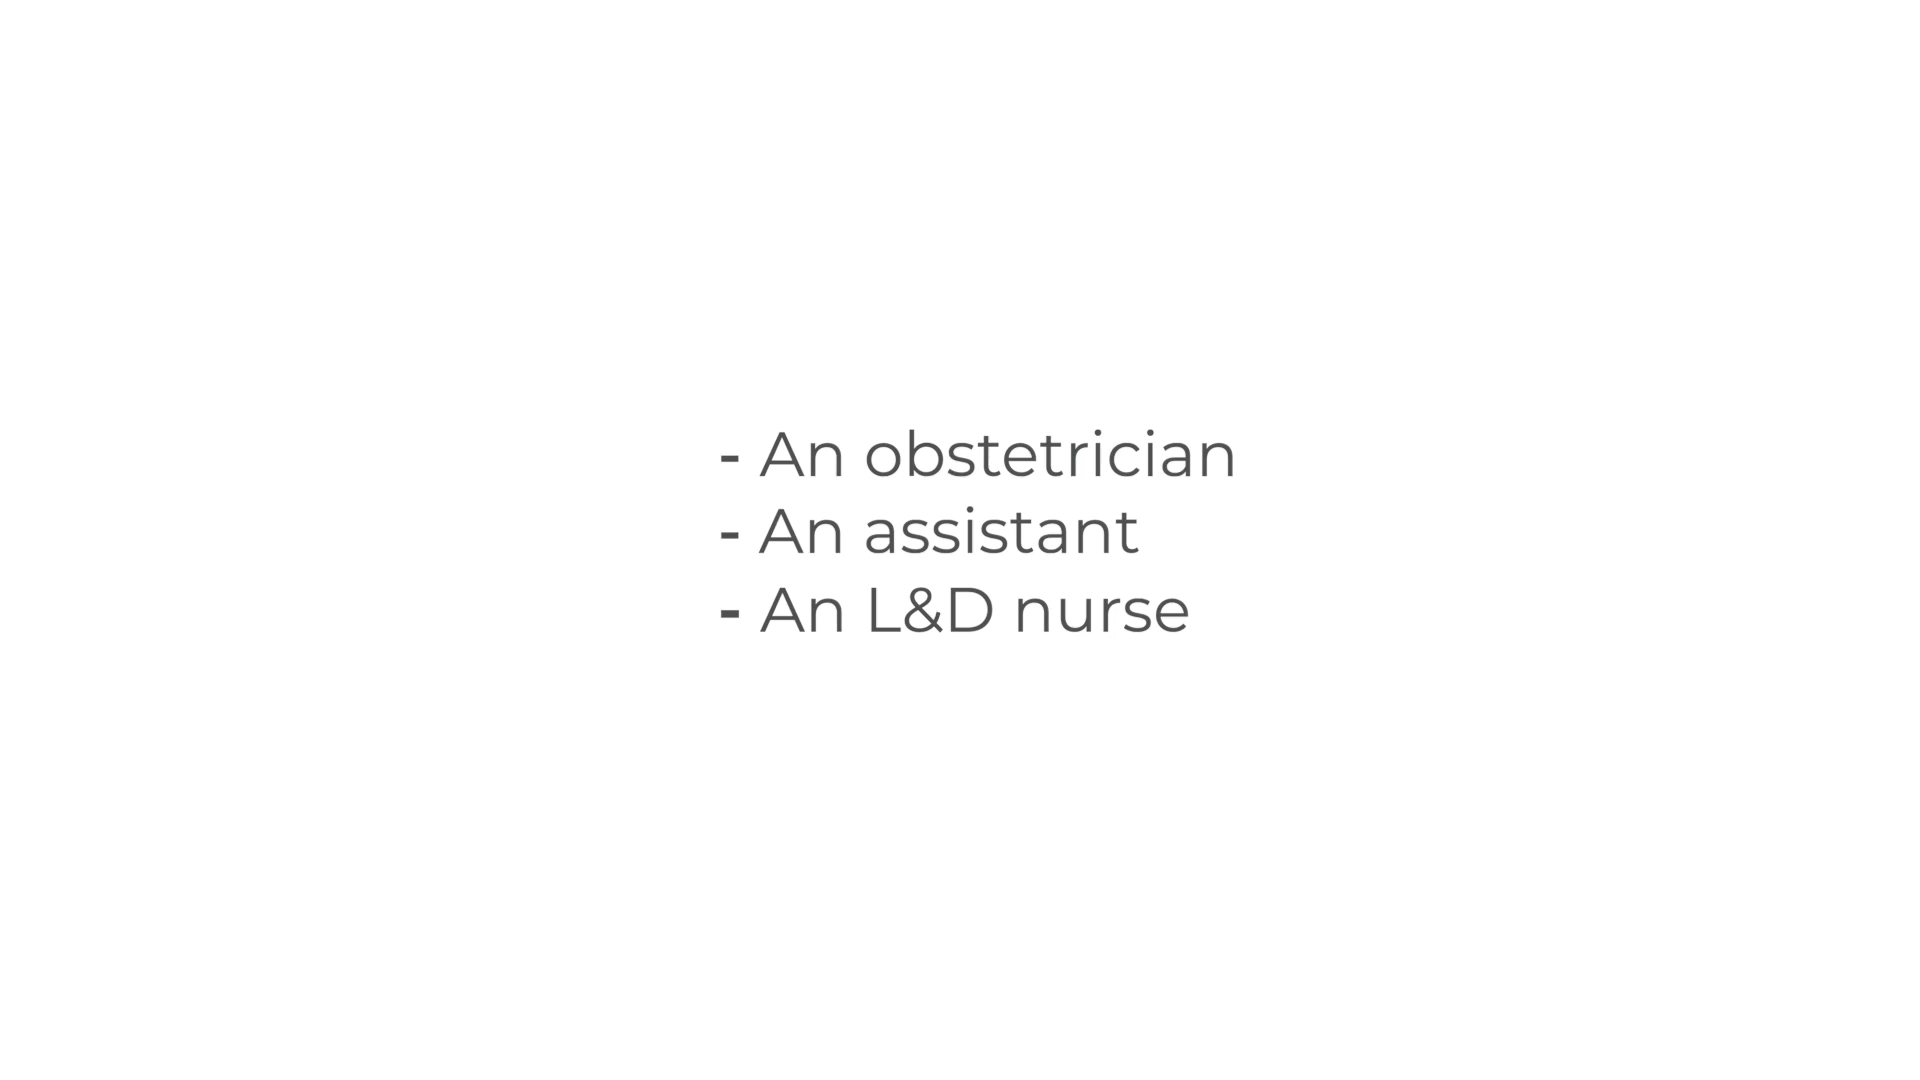 - An obstetrician
- An assistant
- An L&D nurse